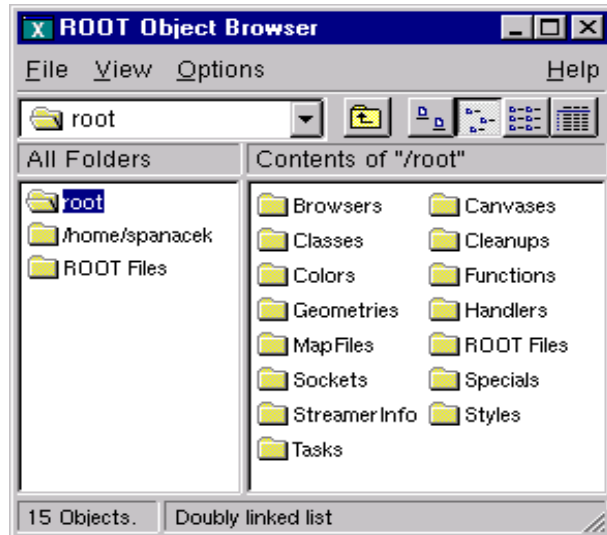 ROOT Object Browser
File View Options Help
root
All Folders
Contents of "/root"
root
/home/spanacek
ROOT Files
Browsers Canvases
Classes Cleanups
Colors Functions
Geometries Handlers
MapFiles ROOT Files
Sockets Specials
StreamerInfo Styles
Tasks
15 Objects. Doubly linked list